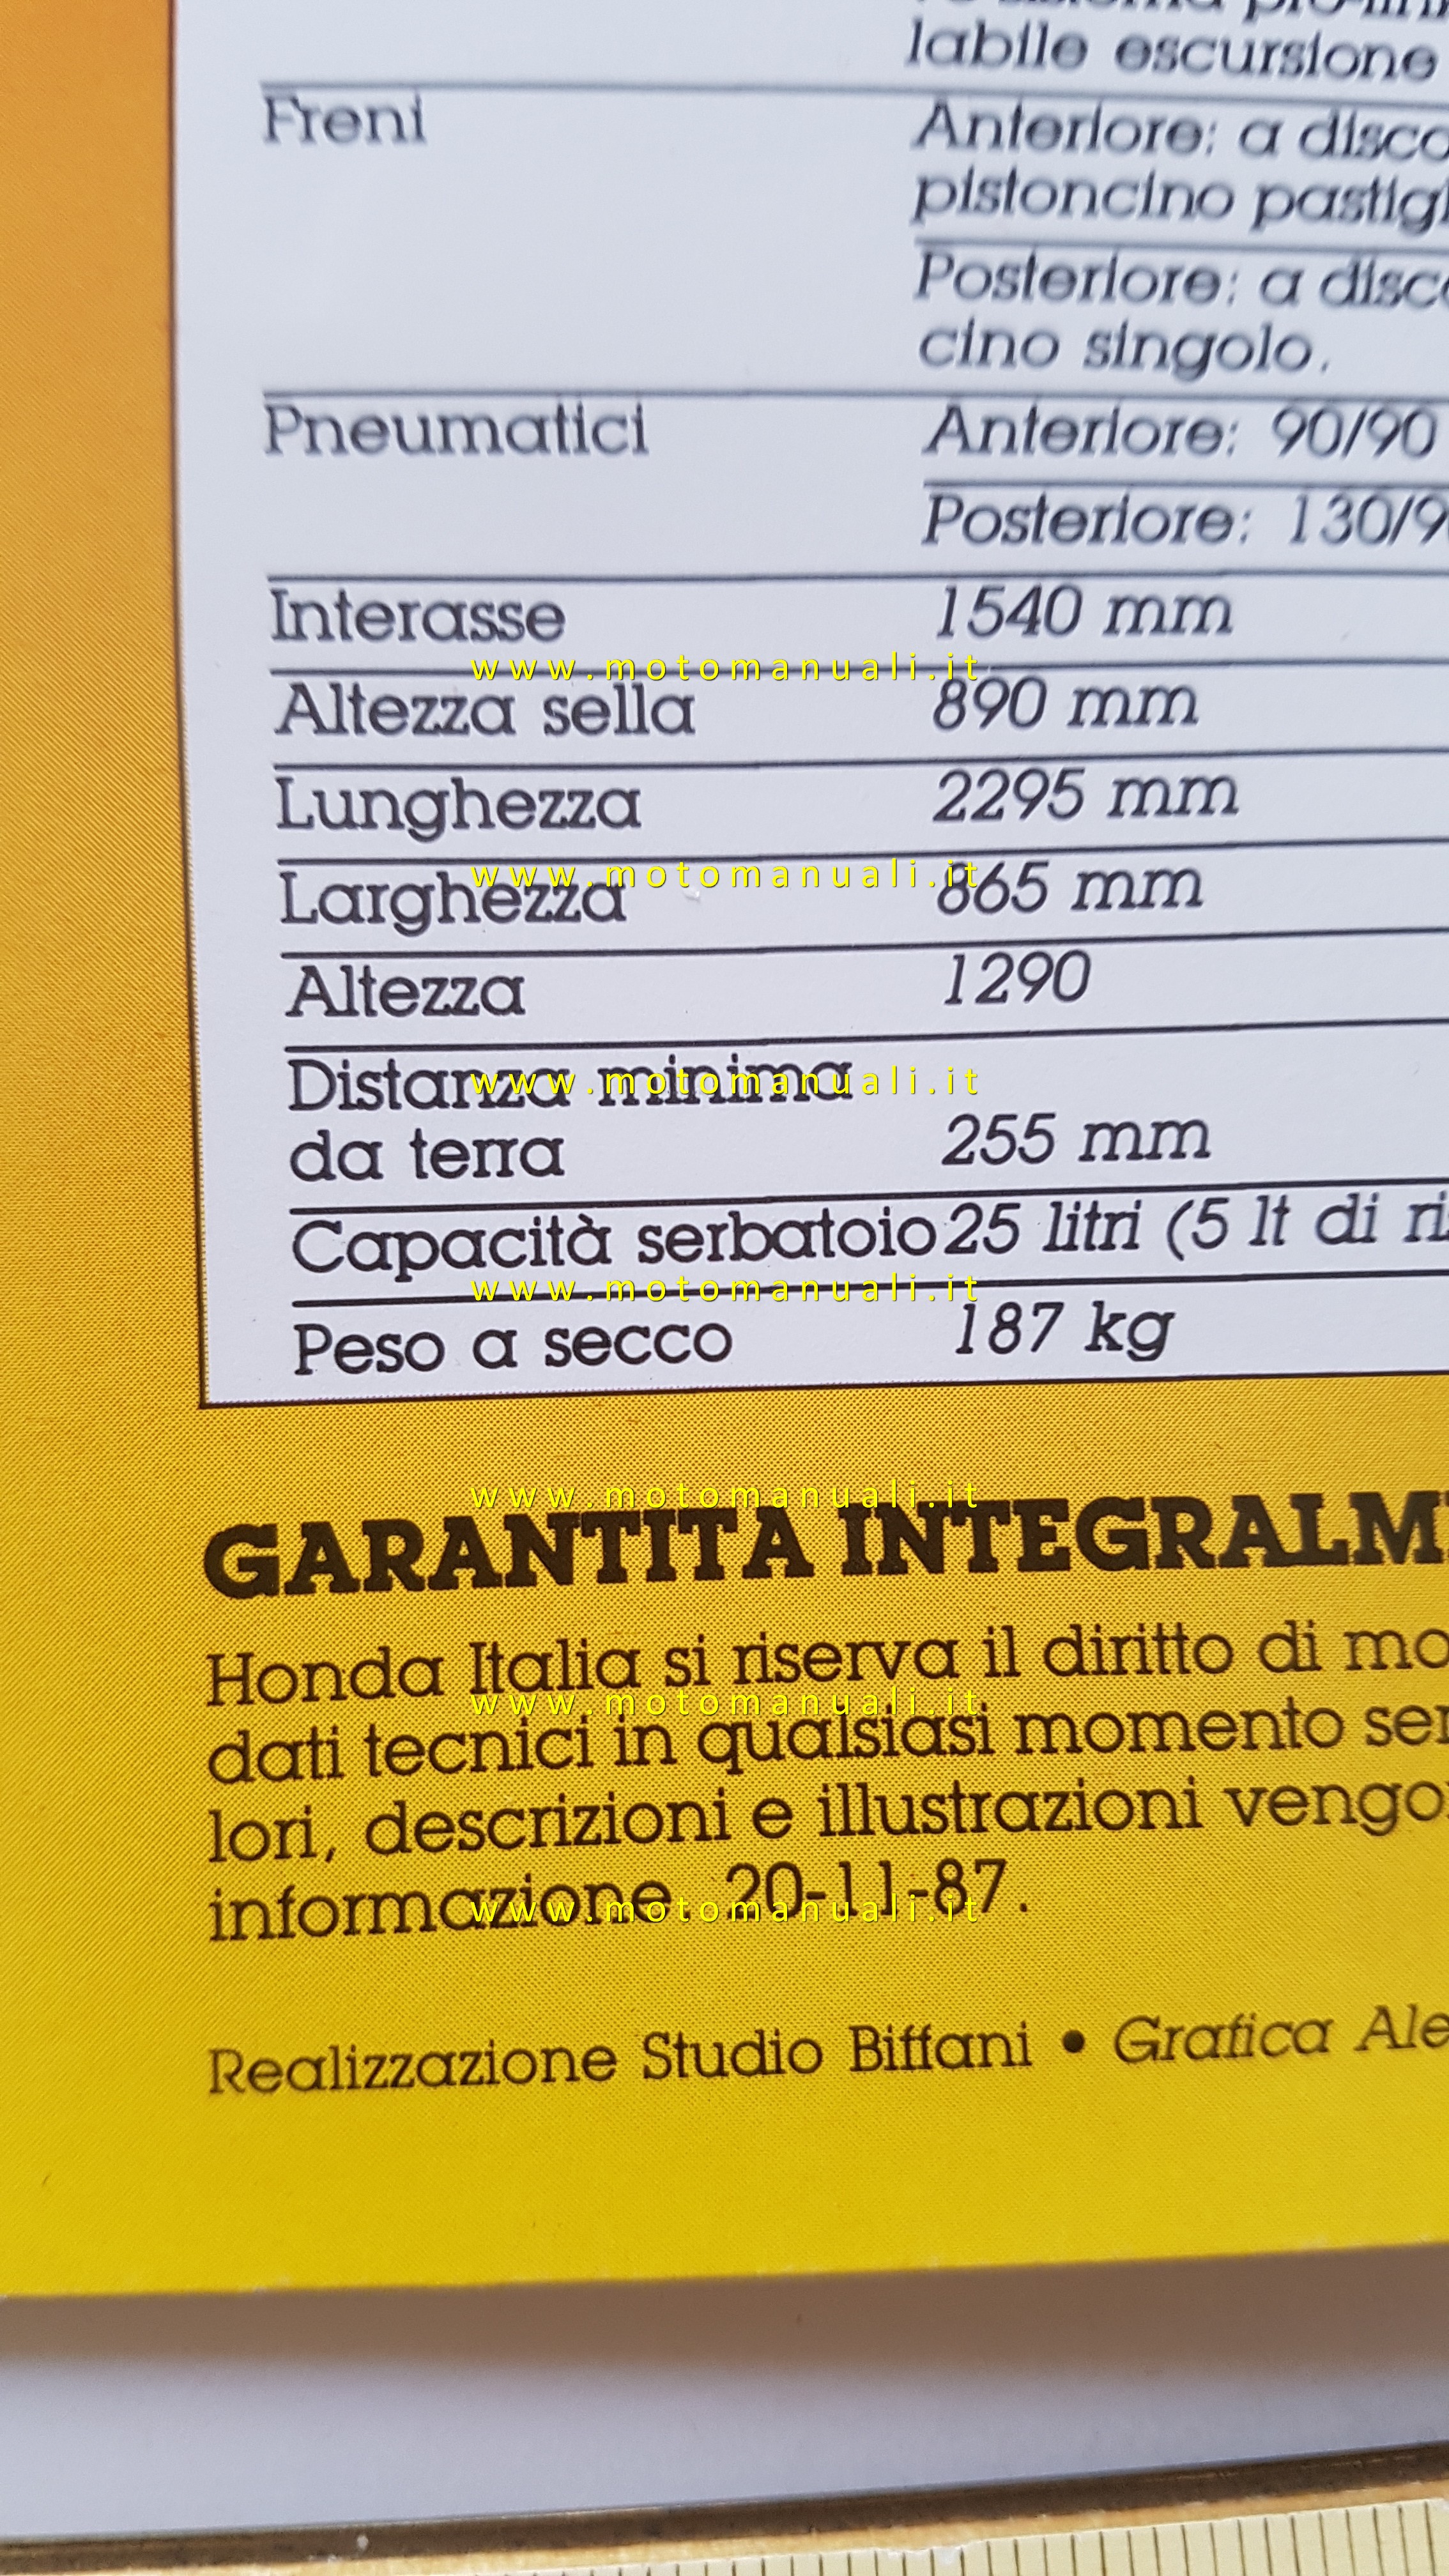 labile escursione
Freni
Anteriore: a disco
pistoncino pastigl
Posteriore: a disc
cino singolo.
Pneumatici
Anteriore: 90/90
Posteriore: 130/9
Interasse 1540 mm
www.motomanuali.it
Altezza sella 890 mm
Lunghezza 2295 mm
www.motomanuali.it
Larghezza 865 mm
Altezza 1290
Distanza minima
www.motomanuali.it
da terra 255 mm
Capacità serbatoio 25 litri (5 lt di ri
www.motomanuali.it
Peso a secco 187 kg
www.motomanuali.it
GARANTITA INTEGRALM
Honda Italia si riserva il diritto di mo
www.motomanuali.it
dati tecnici in qualsiasi momento sen
lori, descrizioni e illustrazioni vengo
informazione. 20-11-87.
www.motomanuali.it
Realizzazione Studio Biffani • Grafica Ale